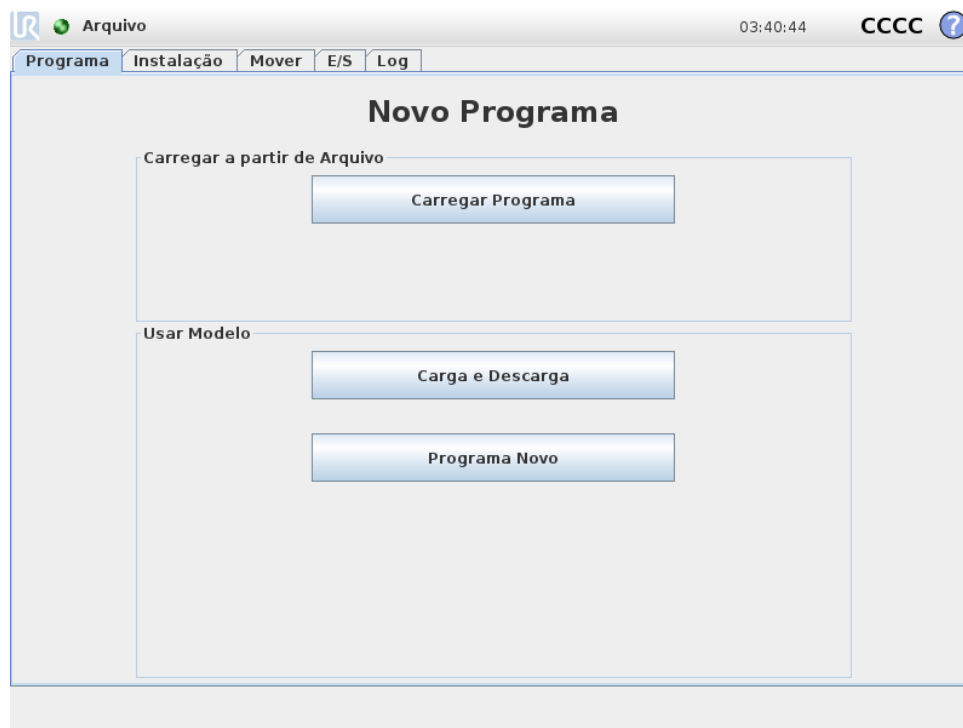 UR Arquivo 03:40:44 CCCC ?
Programa Instalação Mover E/S Log
Novo Programa
Carregar a partir de Arquivo
Carregar Programa
Usar Modelo
Carga e Descarga
Programa Novo